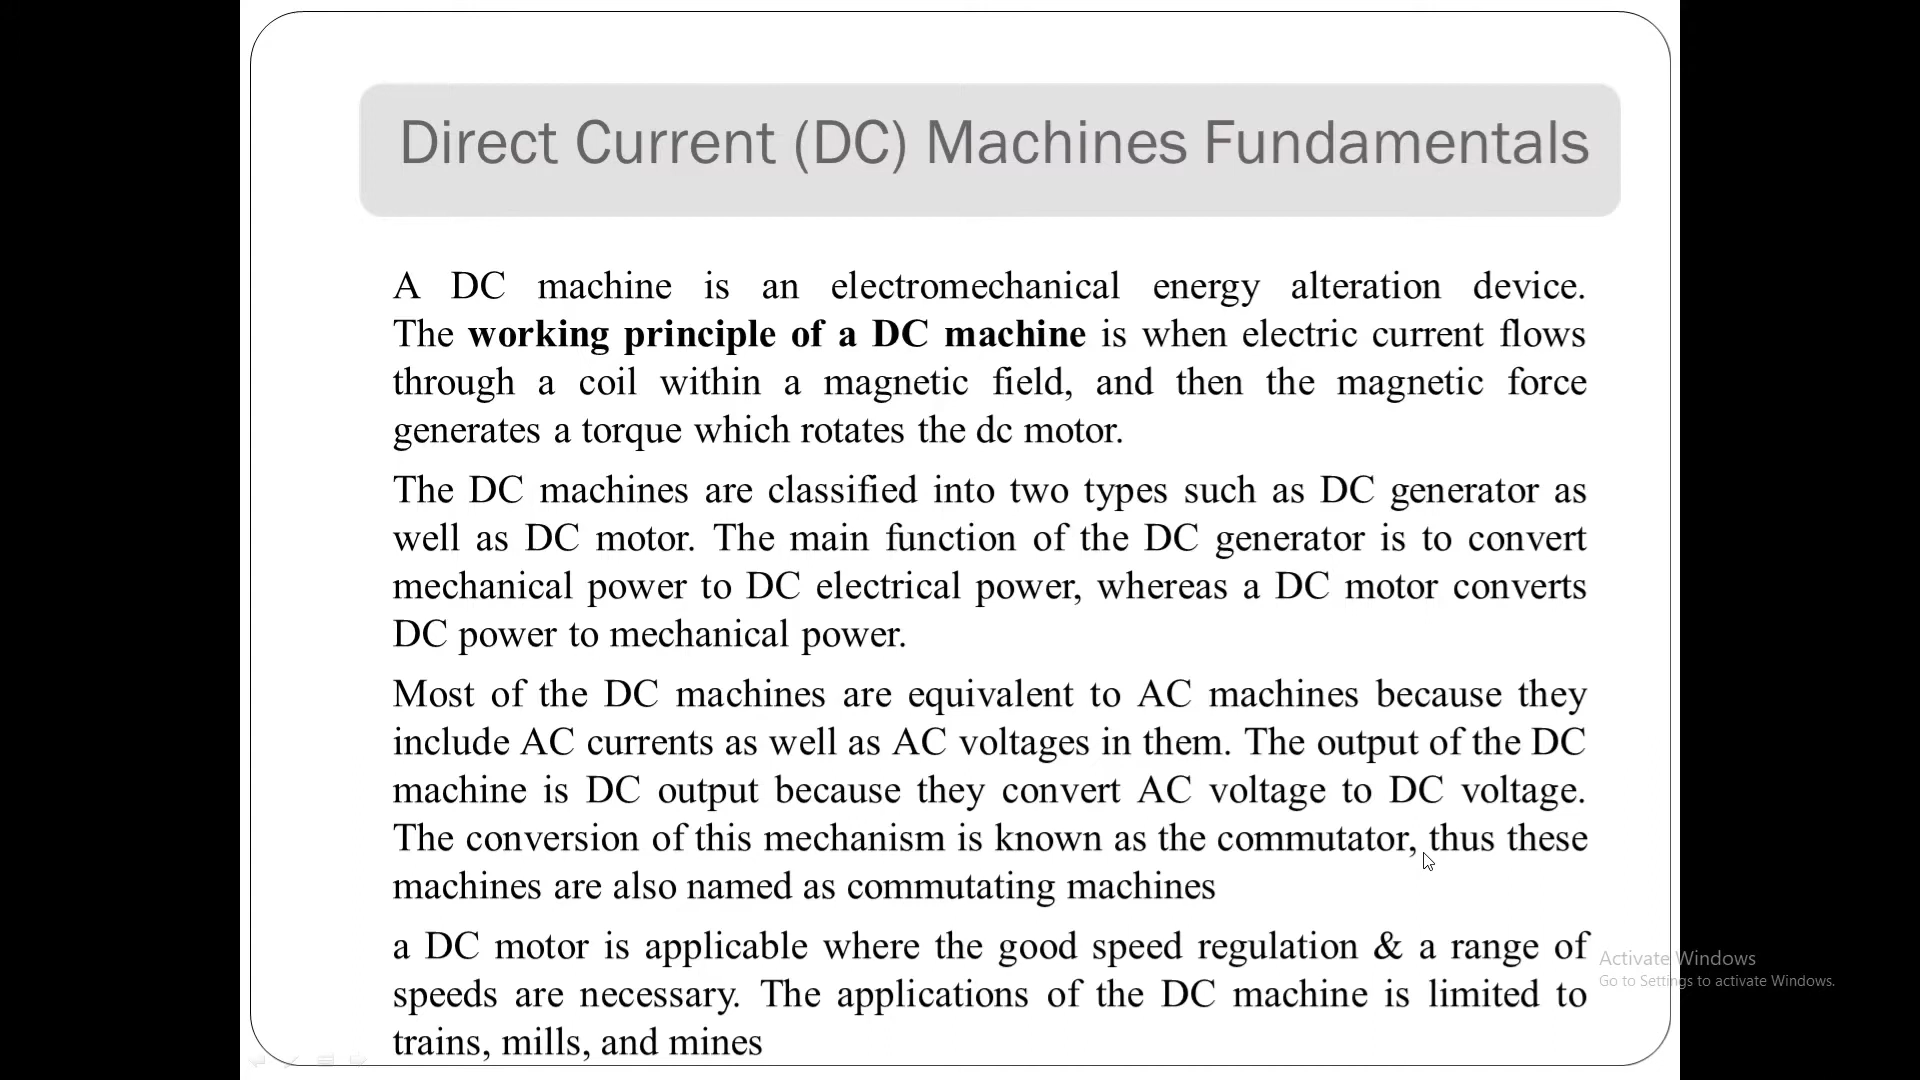 Direct Current (DC) Machines Fundamentals
A DC machine is an electromechanical energy alteration device.
The working principle of a DC machine is when electric current flows
through a coil within a magnetic field, and then the magnetic force
generates a torque which rotates the dc motor.
The DC machines are classified into two types such as DC generator as
well as DC motor. The main function of the DC generator is to convert
mechanical power to DC electrical power, whereas a DC motor converts
DC power to mechanical power.
Most of the DC machines are equivalent to AC machines because they
include AC currents as well as AC voltages in them. The output of the DC
machine is DC output because they convert AC voltage to DC voltage.
The conversion of this mechanism is known as the commutator, thus these
machines are also named as commutating machines
a DC motor is applicable where the good speed regulation & a range of
speeds are necessary. The applications of the DC machine is limited to
trains, mills, and mines
Activate Windows
Go to Settings to activate Windows.